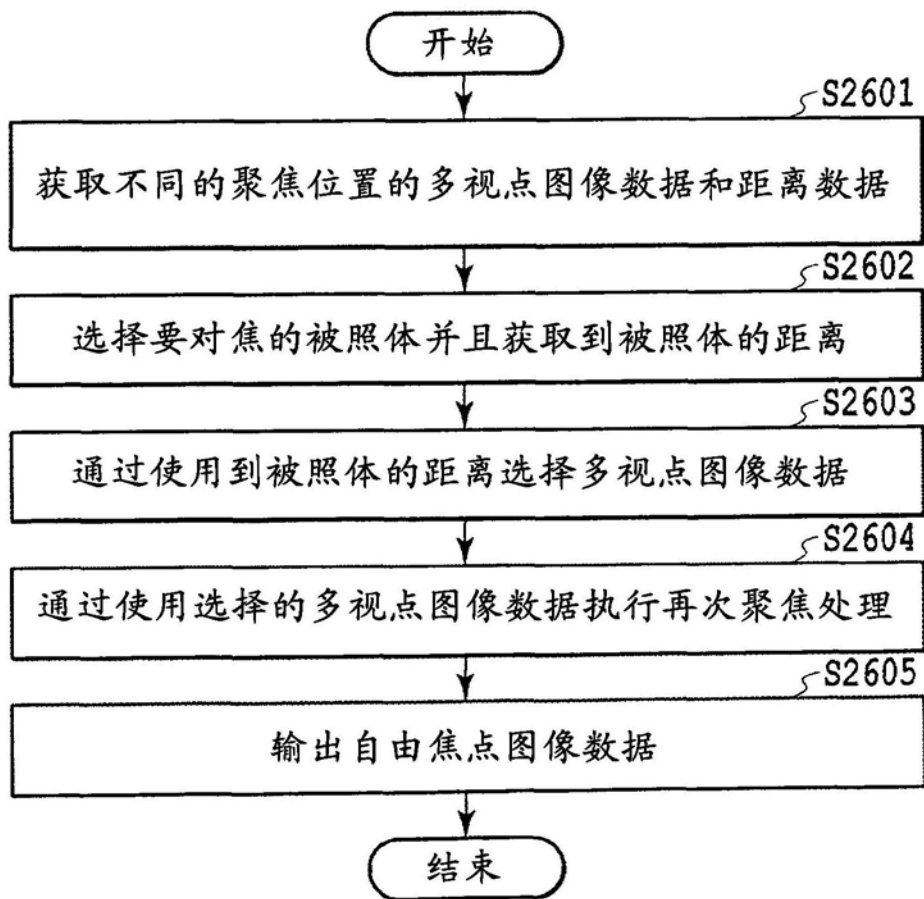 开始
S2601
获取不同的聚焦位置的多视点图像数据和距离数据
S2602
选择要对焦的被照体并且获取到被照体的距离
S2603
通过使用到被照体的距离选择多视点图像数据
S2604
通过使用选择的多视点图像数据执行再次聚焦处理
S2605
输出自由焦点图像数据
结束